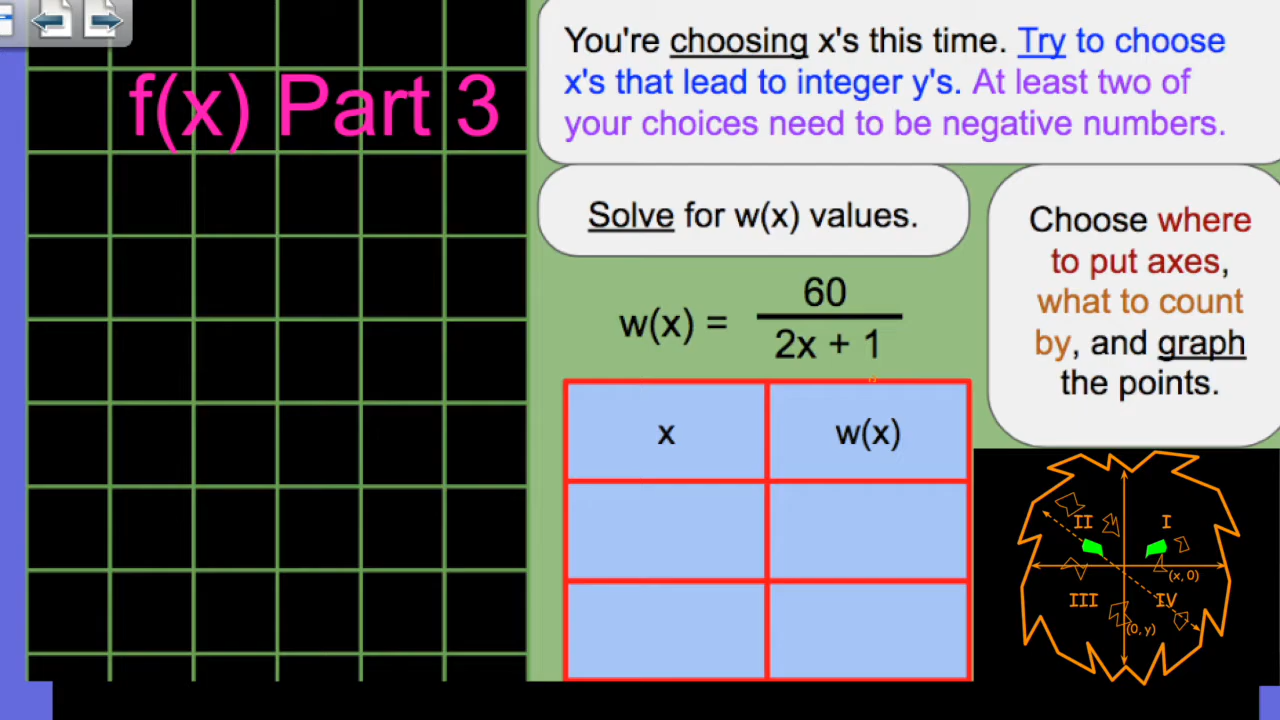 f(x) Part 3
You're choosing x's this time. Try to choose
x's that lead to integer y's. At least two of
your choices need to be negative numbers.
Solve for w(x) values.
w(x) =
60
2x + 1
x
w(x)
Choose where
to put axes,
what to count
by, and graph
the points.
II
I
(x, 0)
III
IV
(0, y)